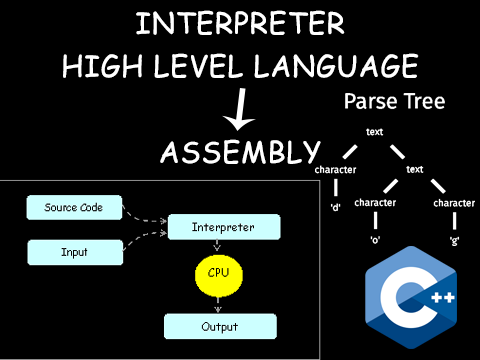 INTERPRETER
HIGH LEVEL LANGUAGE
Parse Tree
ASSEMBLY
text
character
text
'd'
character
character
'o'
'g'
Source Code
Interpreter
Input
CPU
Output
C++